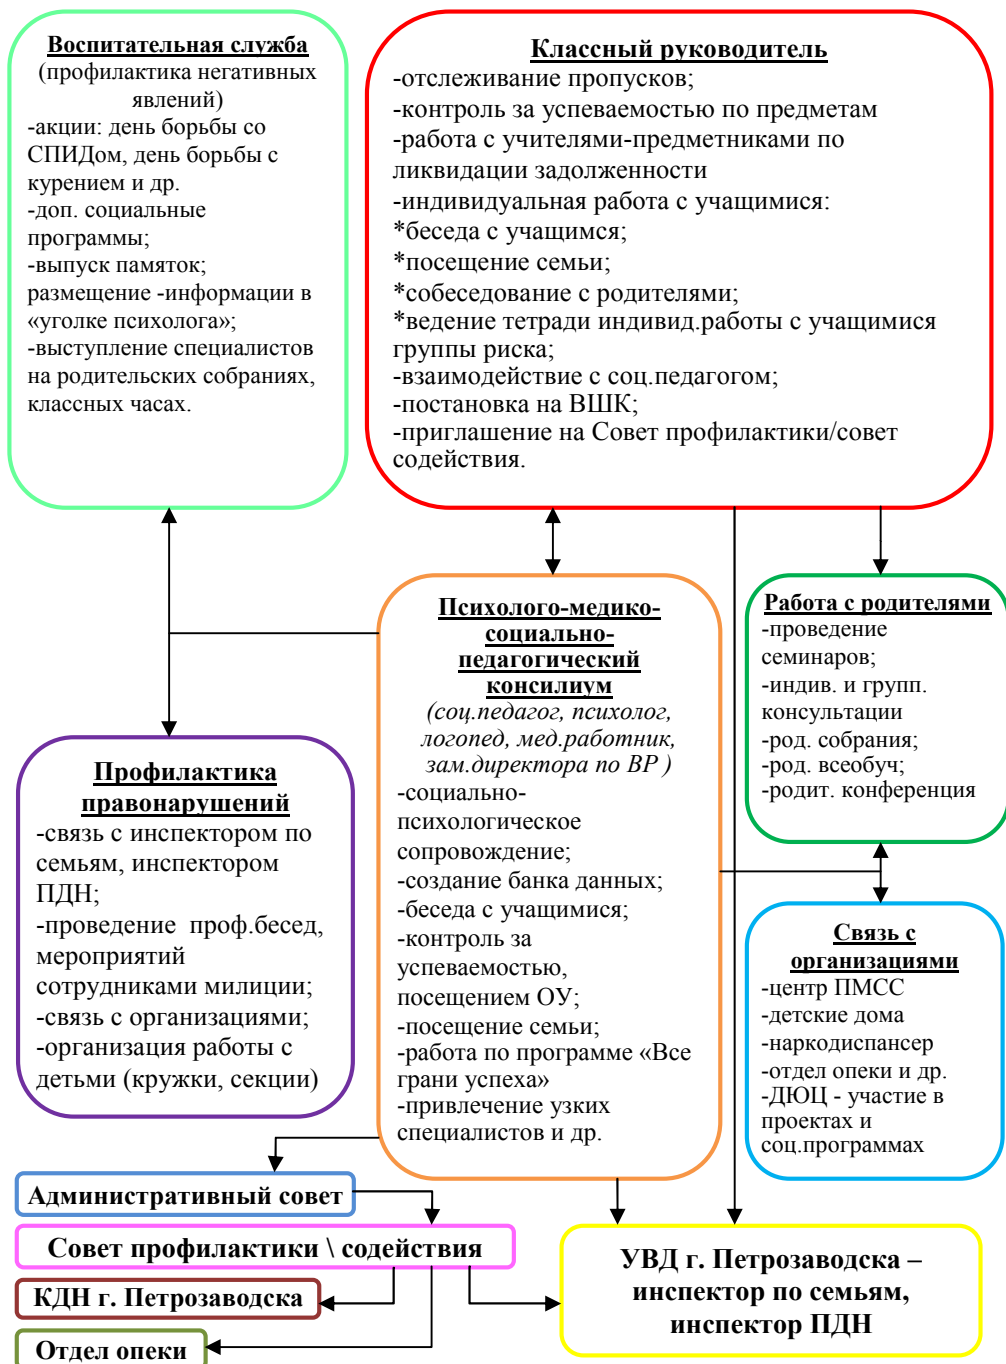 Воспитательная служба
(профилактика негативных
явлений)
-акции: день борьбы со
СПИДом, день борьбы с
курением и др.
-доп. социальные
программы;
-выпуск памяток;
размещение -информации в
«уголке психолога»;
-выступление специалистов
на родительских собраниях,
классных часах.
Классный руководитель
-отслеживание пропусков;
-контроль за успеваемостью по предметам
-работа с учителями-предметниками по
ликвидации задолженности
-индивидуальная работа с учащимися:
*беседа с учащимся;
*посещение семьи;
*собеседование с родителями;
*ведение тетради индивид.работы с учащимися
группы риска;
-взаимодействие с соц.педагогом;
-постановка на ВШК;
-приглашение на Совет профилактики/совет
содействия.
Профилактика
правонарушений
-связь с инспектором по
семьям, инспектором
ПДН;
-проведение проф.бесед,
мероприятий
сотрудниками милиции;
-связь с организациями;
-организация работы с
детьми (кружки, секции)
Психолого-медико-
социально-
педагогический
консилиум
(соц.педагог, психолог,
логопед, мед.работник,
зам.директора по ВР )
-социально-
психологическое
сопровождение;
-создание банка данных;
-беседа с учащимися;
-контроль за
успеваемостью,
посещением ОУ;
-посещение семьи;
-работа по программе «Все
грани успеха»
-привлечение узких
специалистов и др.
Работа с родителями
-проведение
семинаров;
-индив. и групп.
консультации
-род. собрания;
-род. всеобуч;
-родит. конференция
Связь с
организациями
-центр ПМСС
-детские дома
-наркодиспансер
-отдел опеки и др.
-ДЮЦ - участие в
проектах и
соц.программах
Административный совет
Совет профилактики \ содействия
КДН г. Петрозаводска
Отдел опеки
УВД г. Петрозаводска –
инспектор по семьям,
инспектор ПДН